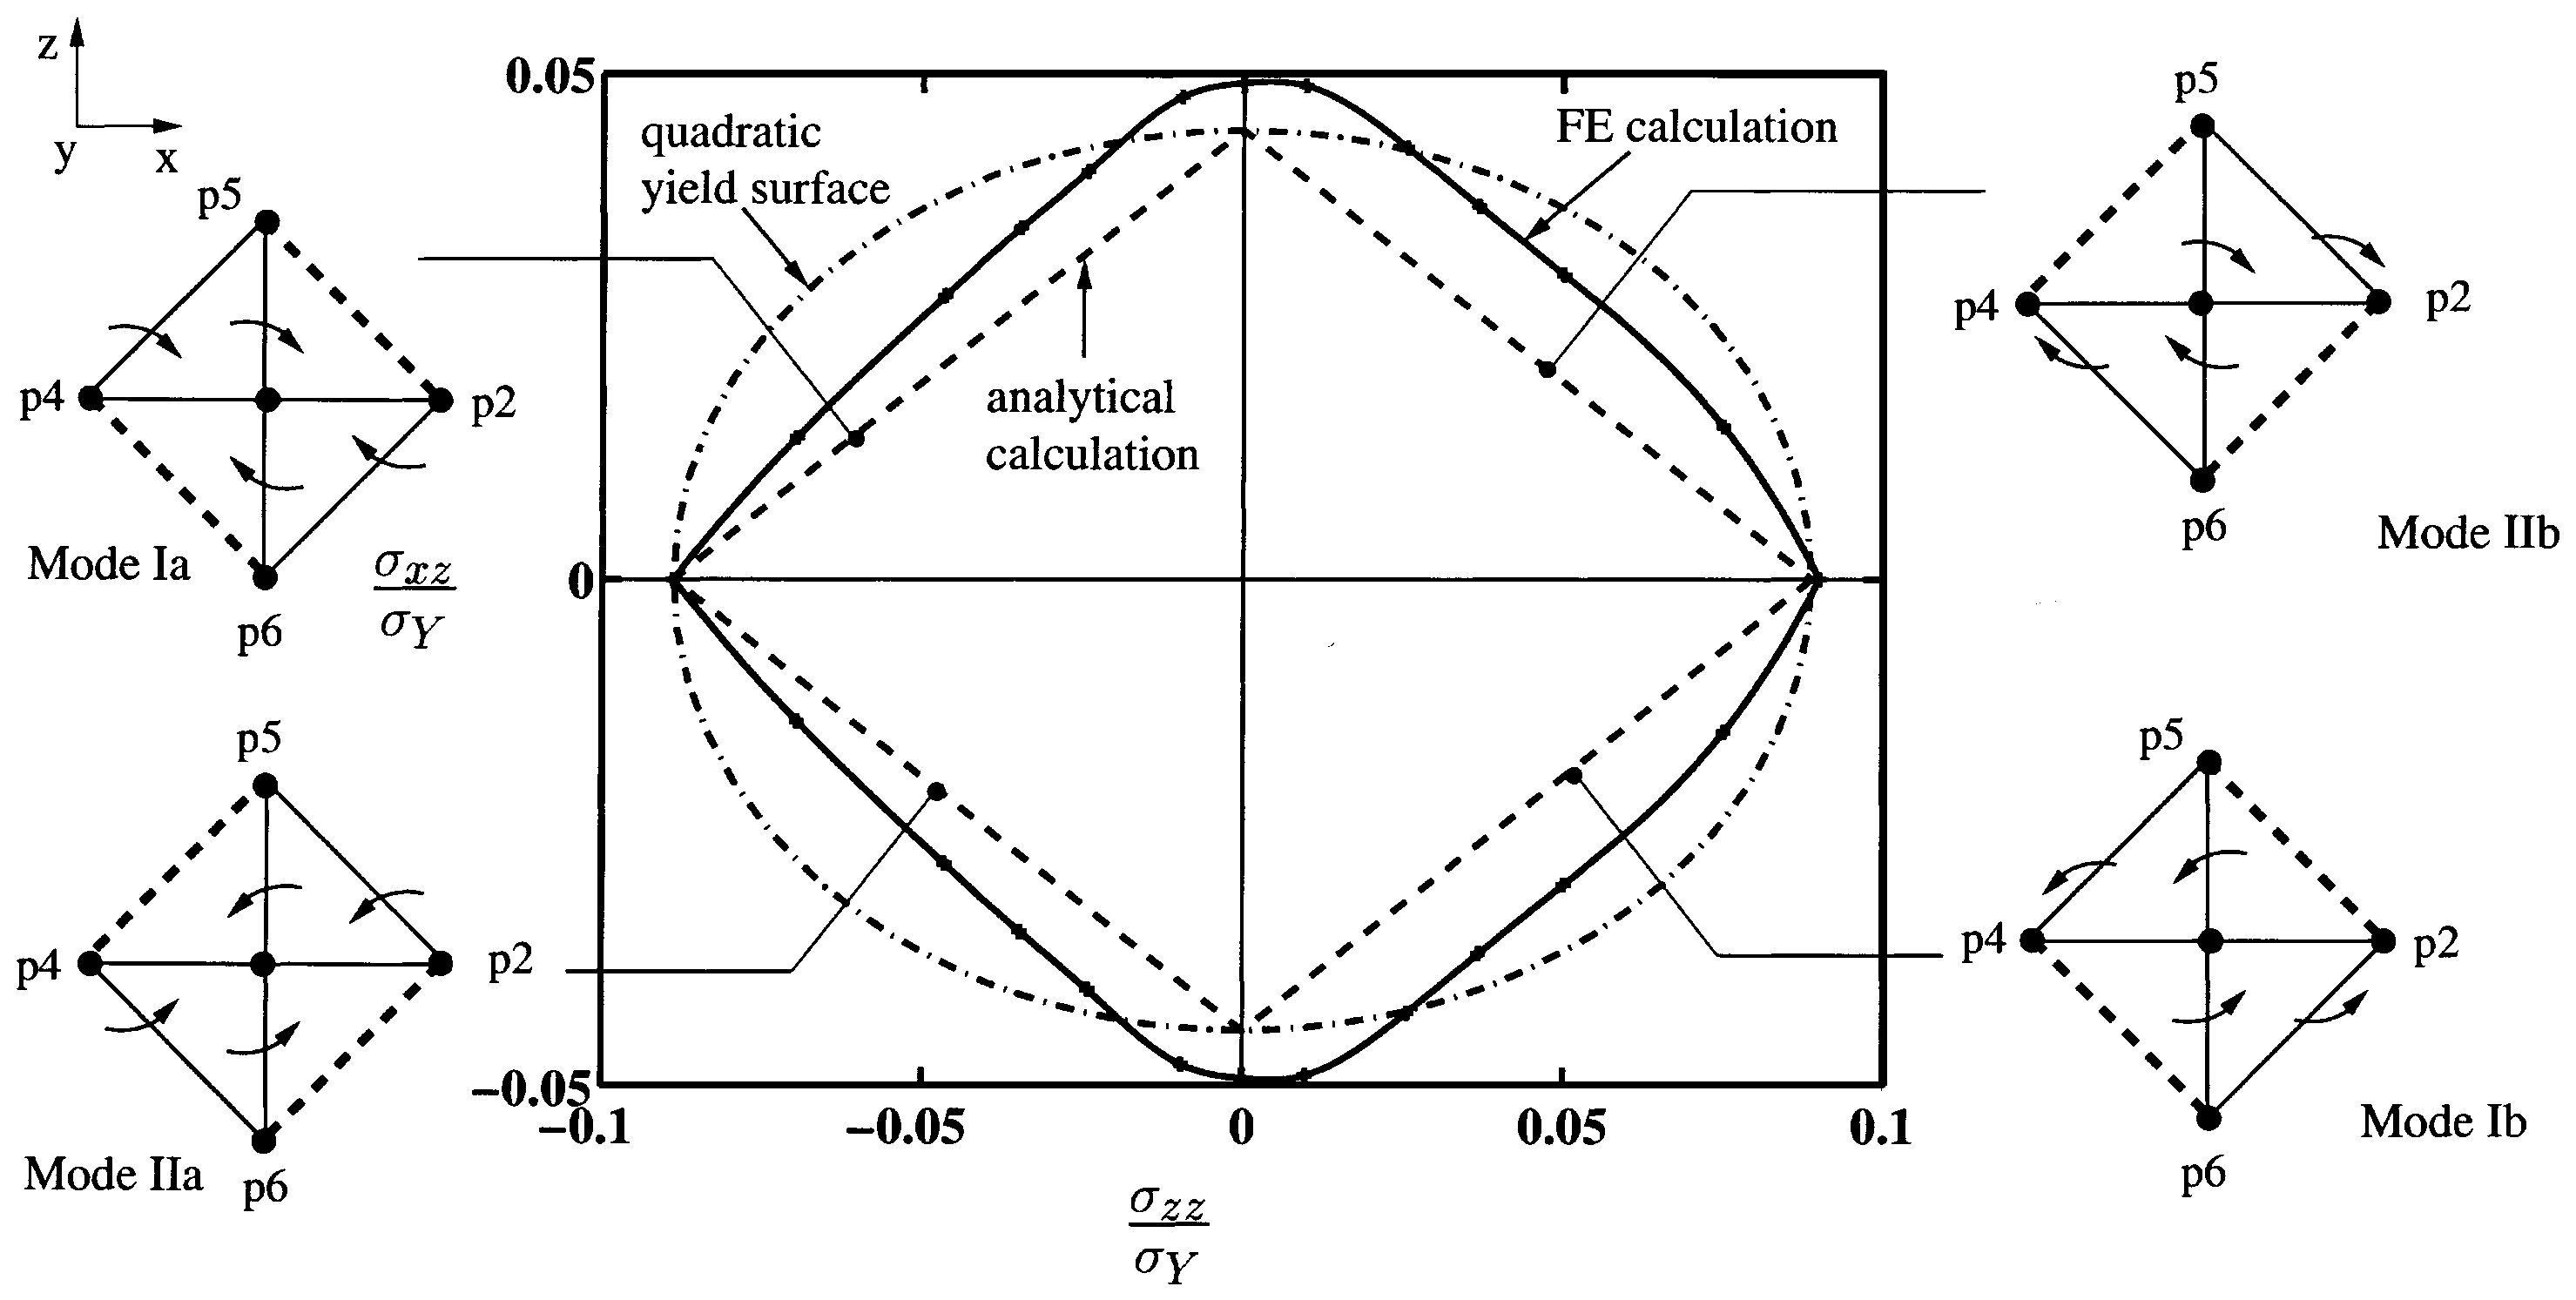 z
y
x
p5
p4
p2
p6
Mode Ia
σxz
σY
p5
p4
p2
p6
Mode IIa
0.05
0
−0.05
−0.1
−0.05
0
0.05
0.1
quadratic
yield surface
FE calculation
analytical
calculation
σzz
σY
p5
p4
p2
p6
Mode IIb
p5
p4
p2
p6
Mode Ib